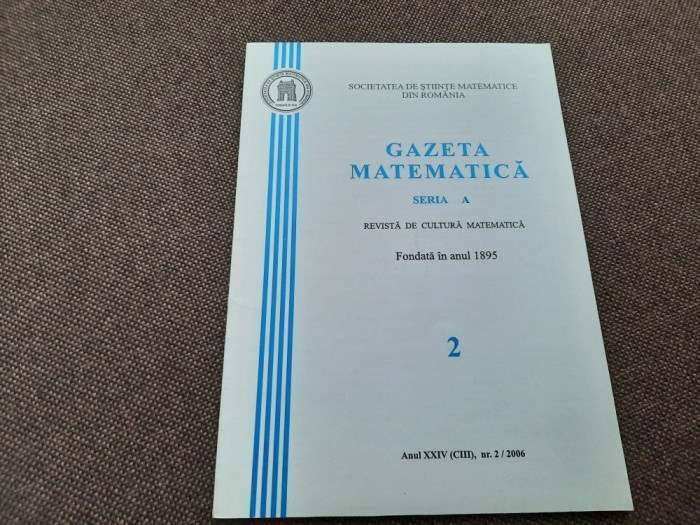 SOCIETATEA DE ȘTIINȚE MATEMATICE
DIN ROMÂNIA
GAZETA
MATEMATICĂ
SERIA A
REVISTĂ DE CULTURĂ MATEMATICĂ
Fondată în anul 1895
2
Anul XXIV (CIII), nr. 2 / 2006